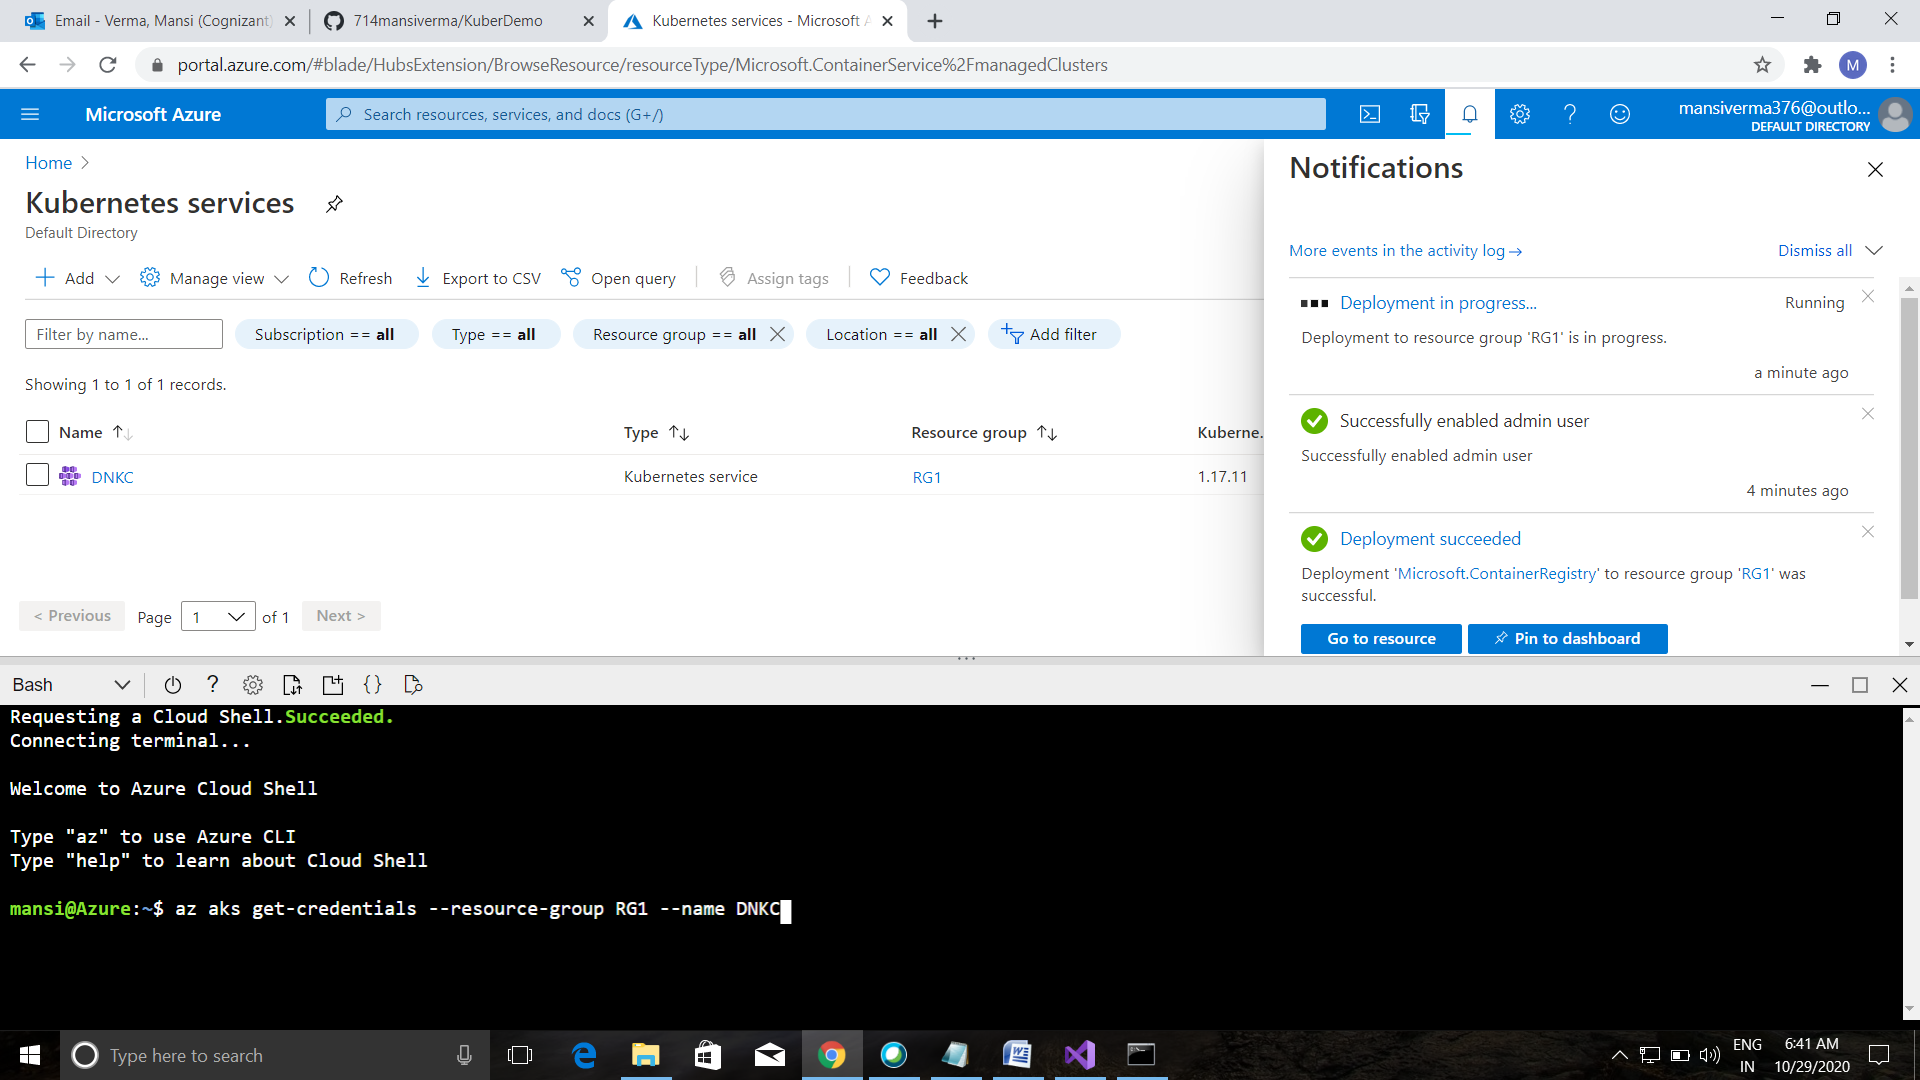 Email - Verma, Mansi (Cognizant)
714mansiverma/KuberDemo
Kubernetes services - Microsoft A
portal.azure.com/#blade/HubsExtension/BrowseResource/resourceType/Microsoft.ContainerService%2FmanagedClusters
M
Microsoft Azure
Search resources, services, and docs (G+/)
mansiverma376@outlo...
DEFAULT DIRECTORY
Home
Kubernetes services
Default Directory
Add
Manage view
Refresh
Export to CSV
Open query
Assign tags
Feedback
Filter by name...
Subscription == all
Type == all
Resource group == all
Location == all
Add filter
Showing 1 to 1 of 1 records.
Name
Type
Resource group
Kuberne...
DNKC
Kubernetes service
RG1
1.17.11
< Previous
Page
1
of 1
Next >
Notifications
More events in the activity log→
Dismiss all
Deployment in progress...
Running
Deployment to resource group 'RG1' is in progress.
a minute ago
Successfully enabled admin user
Successfully enabled admin user
4 minutes ago
Deployment succeeded
Deployment 'Microsoft.ContainerRegistry' to resource group 'RG1' was
successful.
Go to resource
Pin to dashboard
Bash
Requesting a Cloud Shell.Succeeded.
Connecting terminal...
Welcome to Azure Cloud Shell
Type "az" to use Azure CLI
Type "help" to learn about Cloud Shell
mansi@Azure:~$ az aks get-credentials --resource-group RG1 --name DNKC
Type here to search
ENG
IN
6:41 AM
10/29/2020